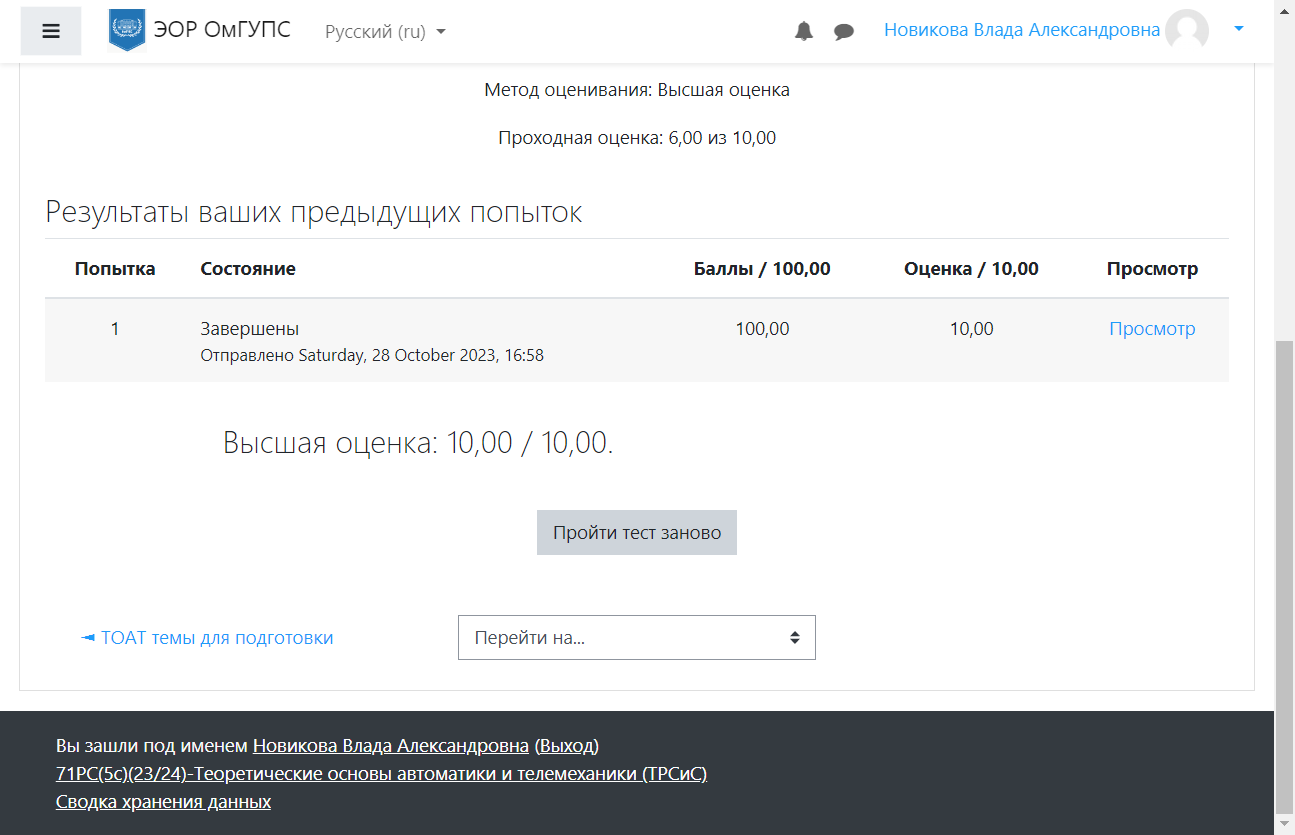 ЭОР ОмГУПС
Русский (ru)
Новикова Влада Александровна
Метод оценивания: Высшая оценка
Проходная оценка: 6,00 из 10,00
Результаты ваших предыдущих попыток
Попытка Состояние Баллы / 100,00 Оценка / 10,00 Просмотр
1 Завершены 100,00 10,00 Просмотр
Отправлено Saturday, 28 October 2023, 16:58
Высшая оценка: 10,00 / 10,00.
Пройти тест заново
◄ ТОАТ темы для подготовки
Перейти на...
Вы зашли под именем Новикова Влада Александровна (Выход)
71РС(5с)(23/24)-Теоретические основы автоматики и телемеханики (ТРСиС)
Сводка хранения данных